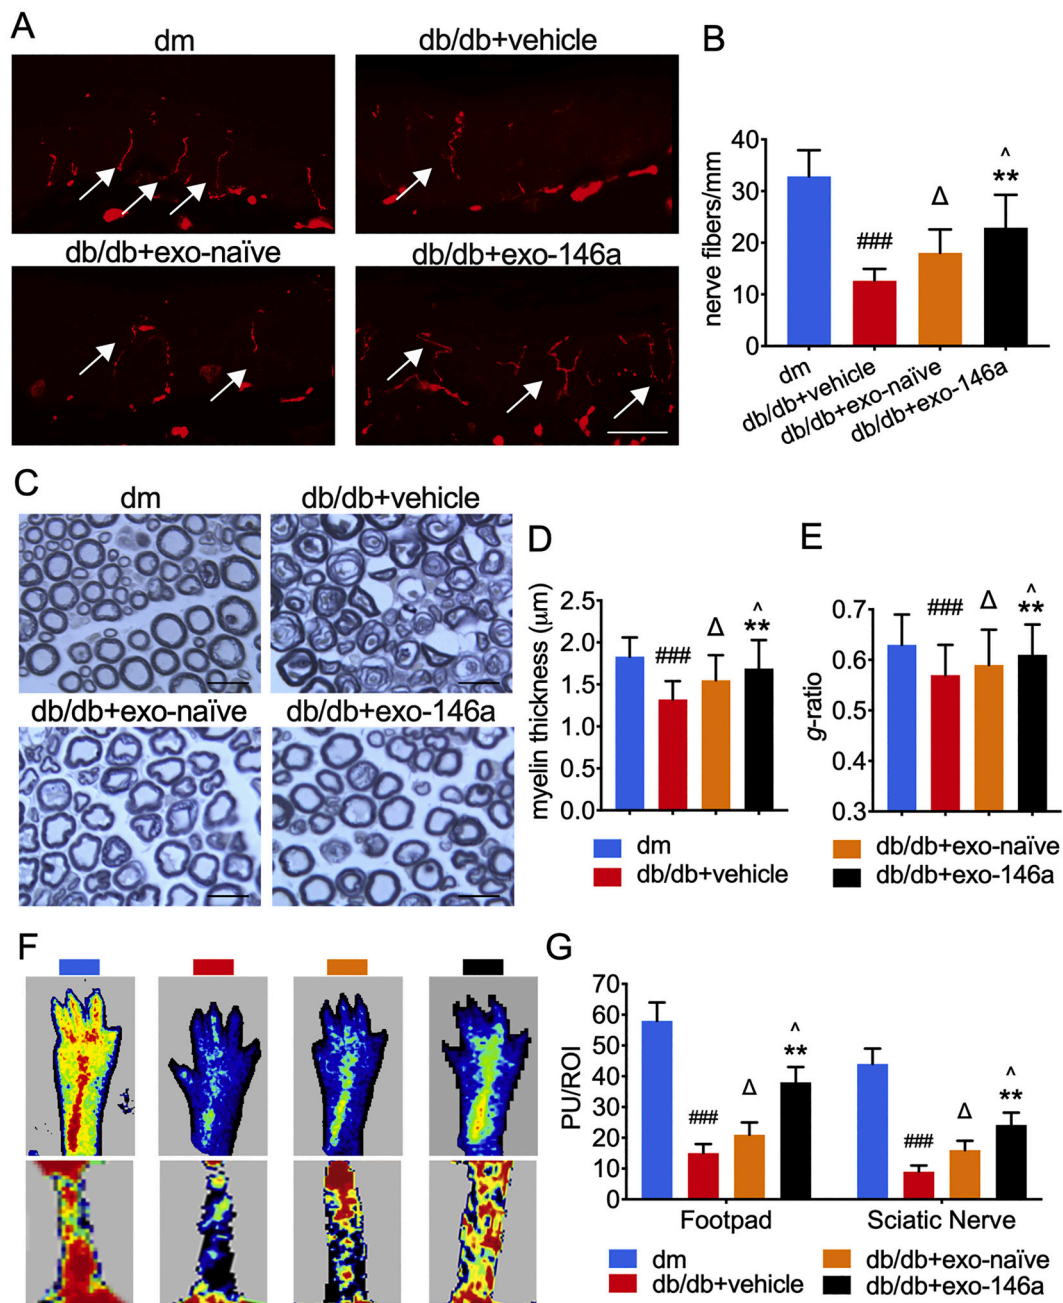 A
dm
db/db+vehicle
db/db+exo-naïve
db/db+exo-146a
B
nerve fibers/mm
40
30
20
10
0
###
Δ
^
**
dm
db/db+vehicle
db/db+exo-naïve
db/db+exo-146a
C
dm
db/db+vehicle
db/db+exo-naïve
db/db+exo-146a
D
myelin thickness (μm)
2.5
2.0
1.5
1.0
0.5
0.0
###
Δ
^
**
E
g-ratio
0.7
0.6
0.5
0.4
0.3
###
Δ
^
**
dm
db/db+vehicle
db/db+exo-naïve
db/db+exo-146a
F
G
PU/ROI
70
60
50
40
30
20
10
0
###
Δ
^
**
###
Δ
^
**
Footpad
Sciatic Nerve
dm
db/db+vehicle
db/db+exo-naïve
db/db+exo-146a